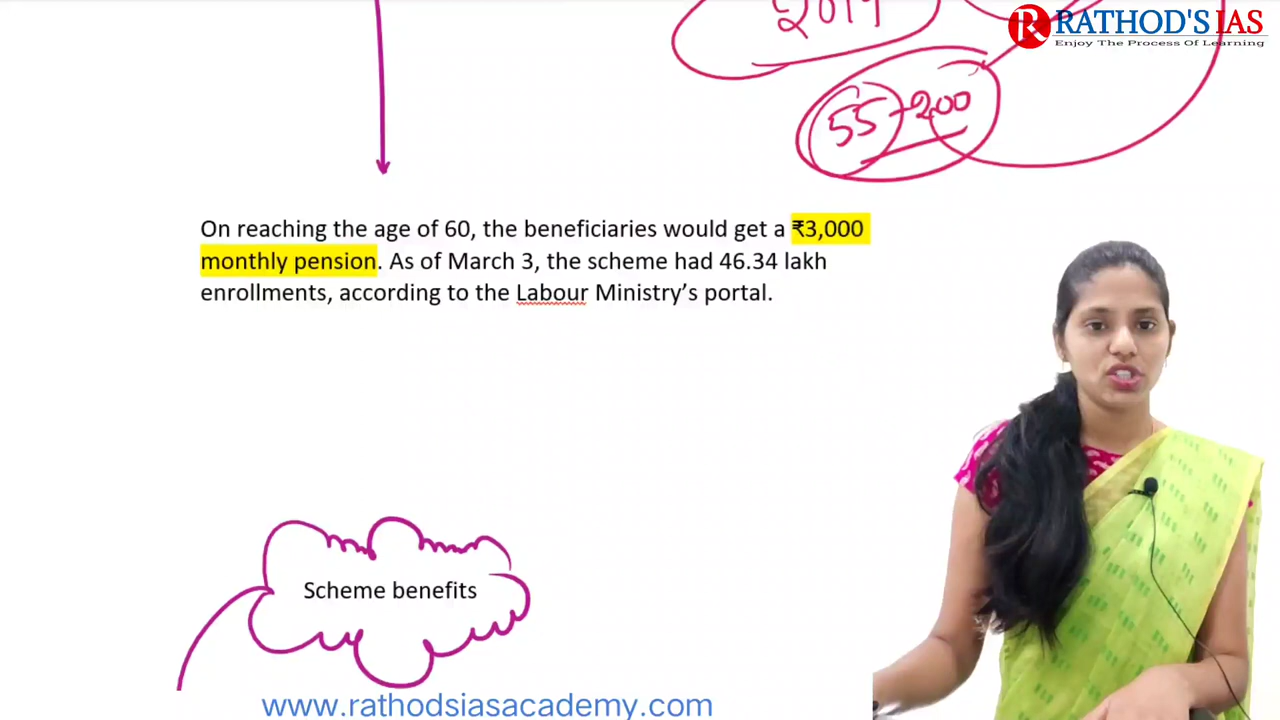 2019
RATHOD'S IAS
Enjoy The Process Of Learning
55-200
On reaching the age of 60, the beneficiaries would get a ₹3,000
monthly pension. As of March 3, the scheme had 46.34 lakh
enrollments, according to the Labour Ministry’s portal.
Scheme benefits
www.rathodsiasacademy.com